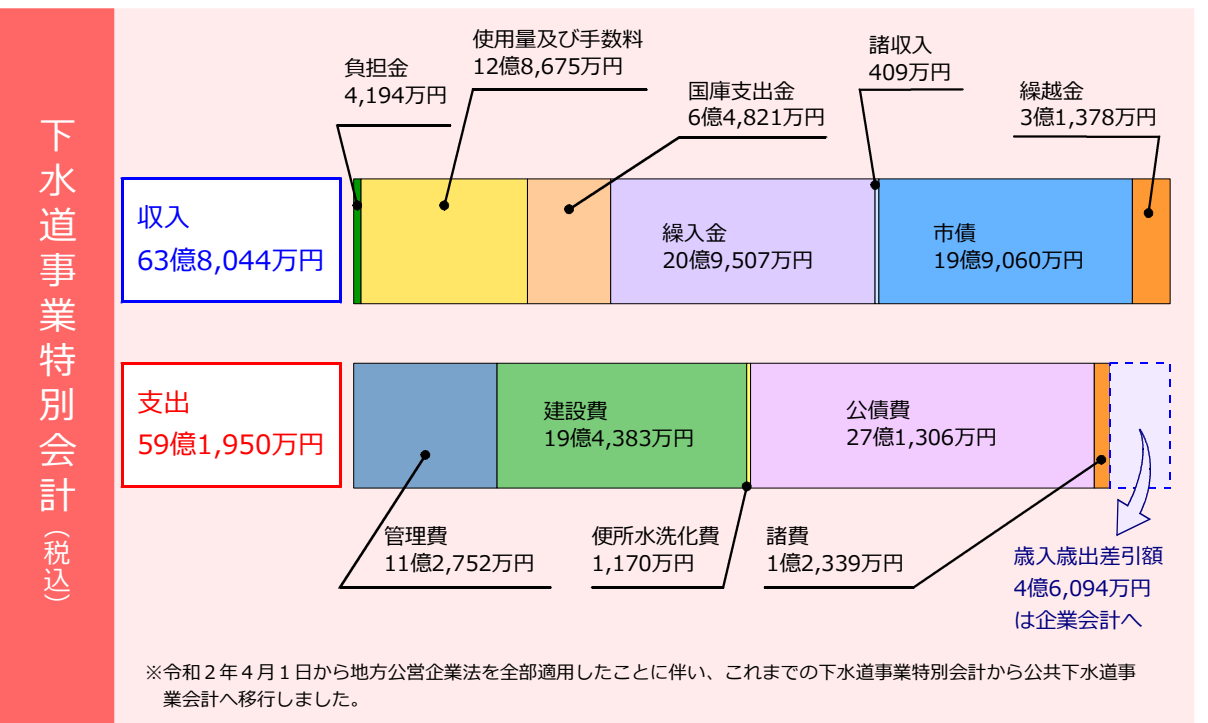 下水道事業特別会計（税込）
負担金
4,194万円
使用量及び手数料
12億8,675万円
国庫支出金
6億4,821万円
諸収入
409万円
繰越金
3億1,378万円
収入
63億8,044万円
繰入金
20億9,507万円
市債
19億9,060万円
支出
59億1,950万円
建設費
19億4,383万円
公債費
27億1,306万円
管理費
11億2,752万円
便所水洗化費
1,170万円
諸費
1億2,339万円
歳入歳出差引額
4億6,094万円
は企業会計へ
※令和２年４月１日から地方公営企業法を全部適用したことに伴い、これまでの下水道事業特別会計から公共下水道事
業会計へ移行しました。